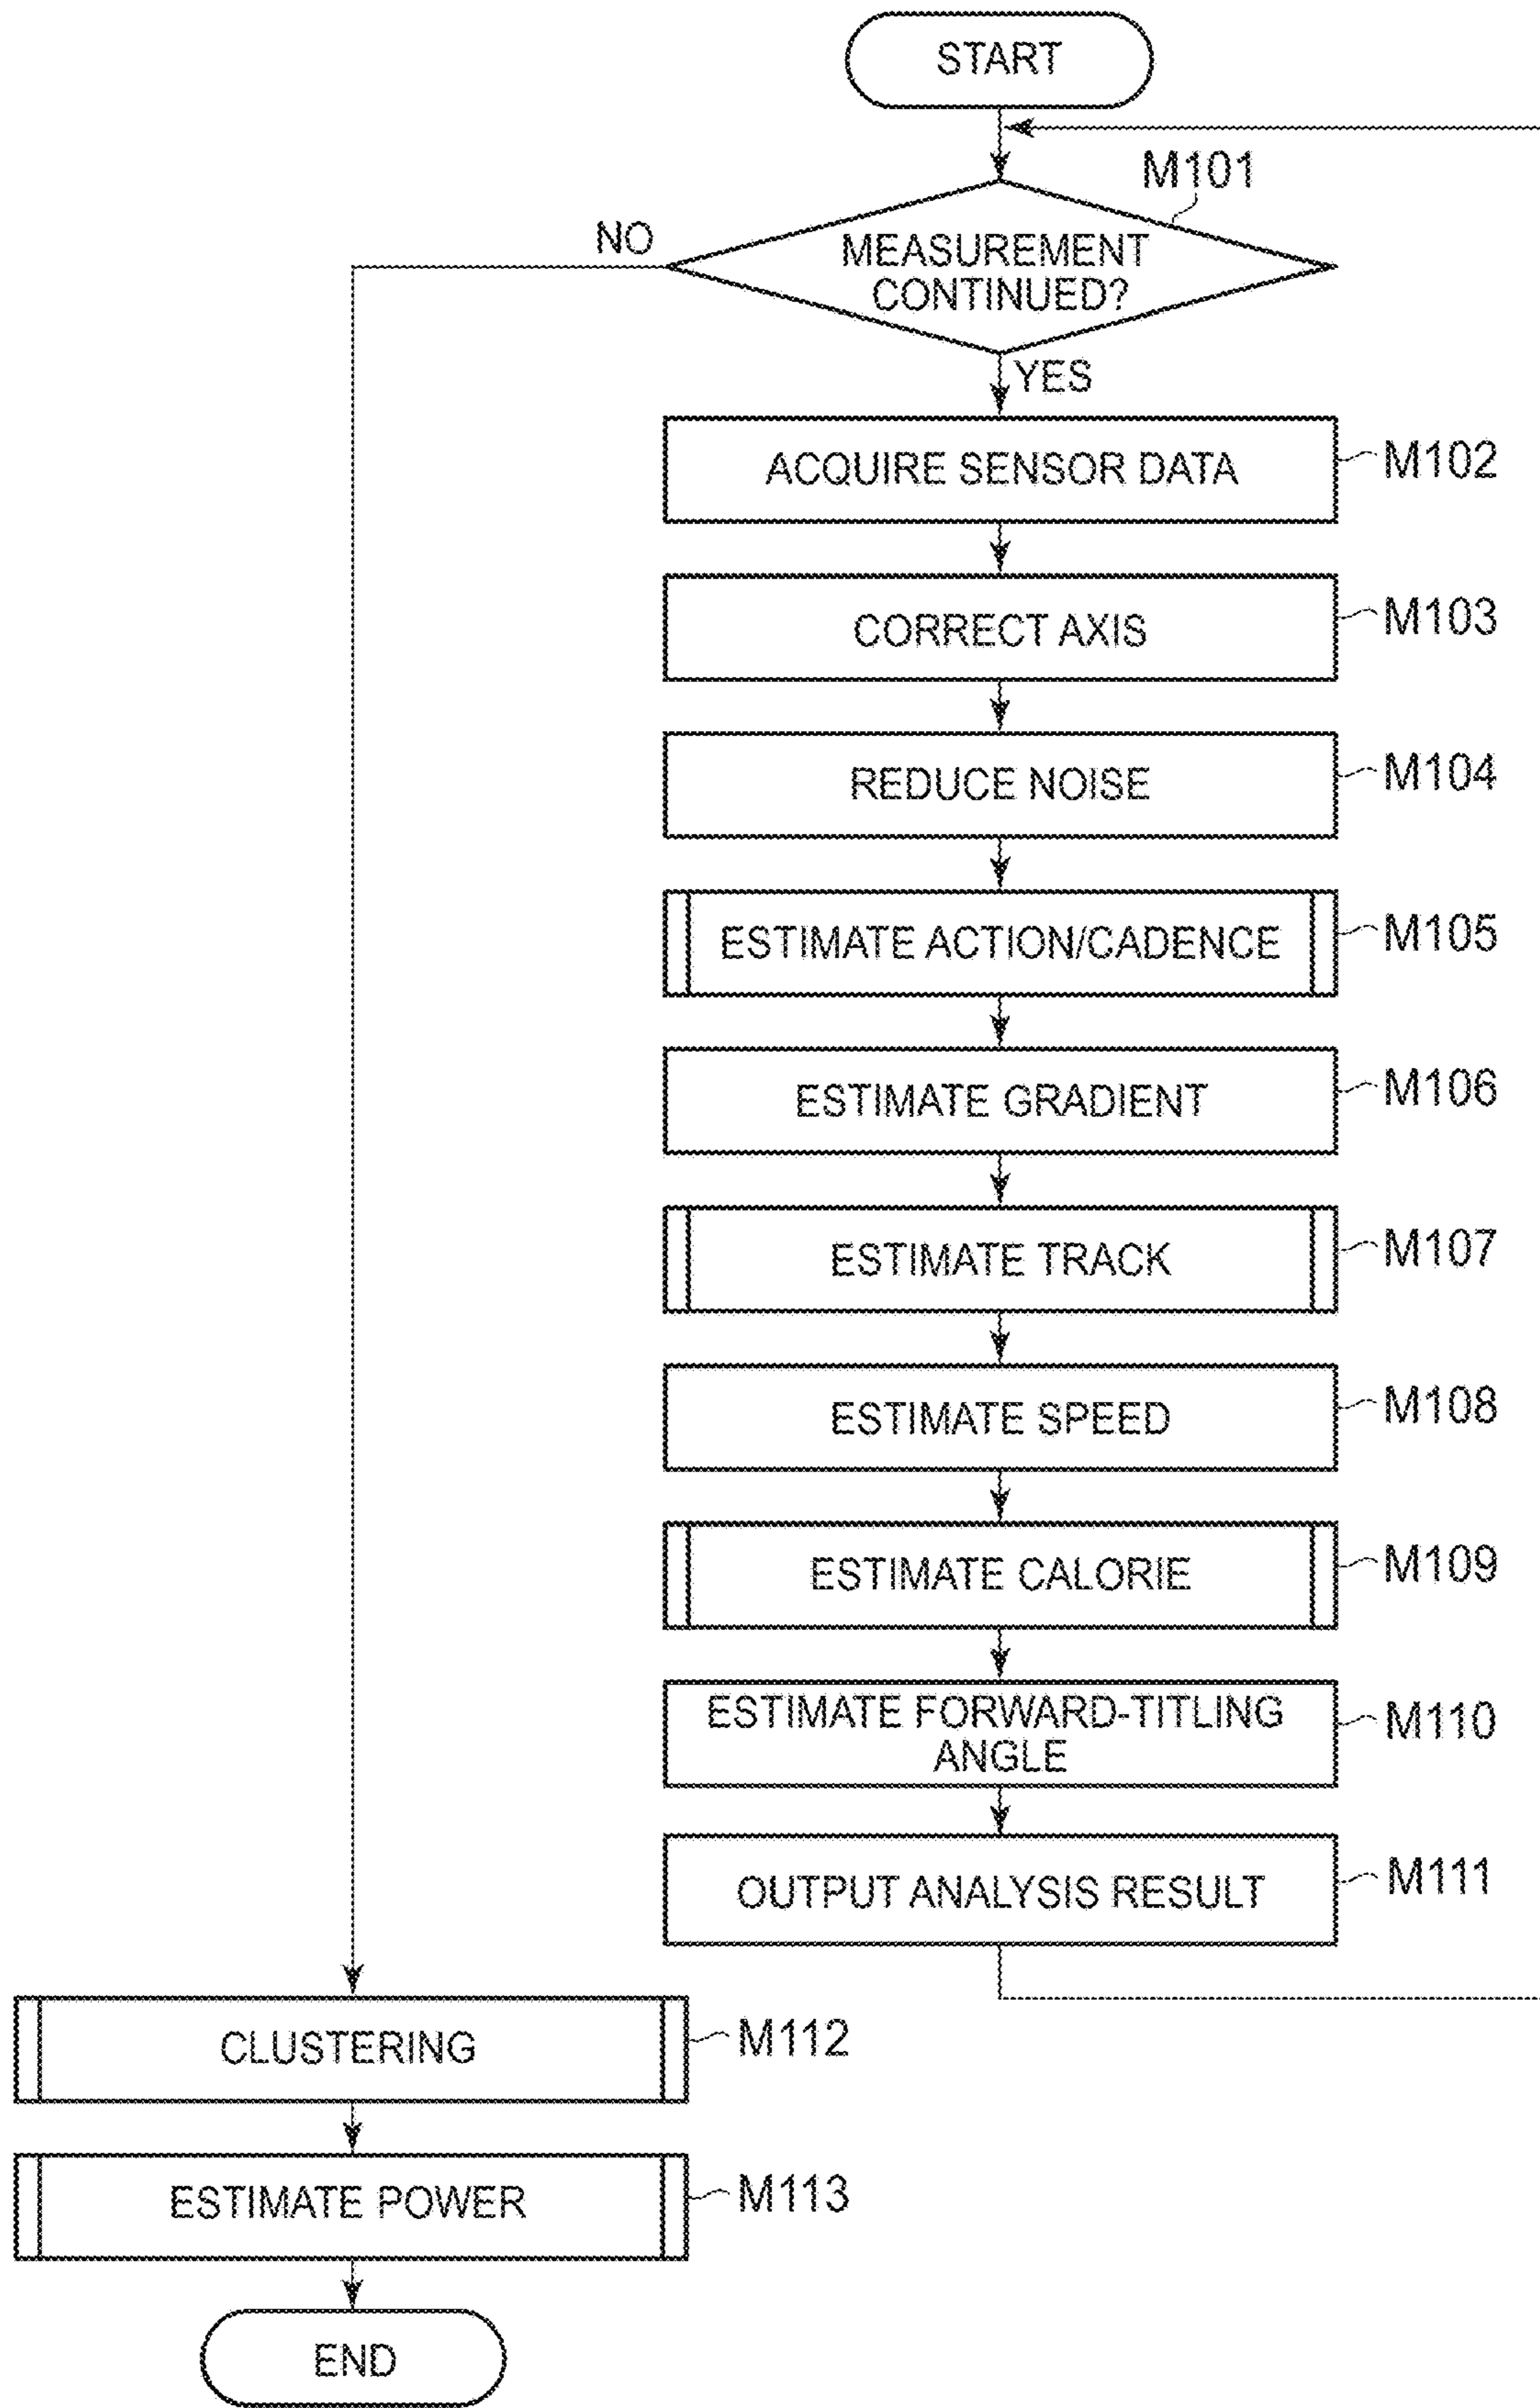 START
M101
NO
MEASUREMENT
CONTINUED?
YES
ACQUIRE SENSOR DATA
M102
CORRECT AXIS
M103
REDUCE NOISE
M104
ESTIMATE ACTION/CADENCE
M105
ESTIMATE GRADIENT
M106
ESTIMATE TRACK
M107
ESTIMATE SPEED
M108
ESTIMATE CALORIE
M109
ESTIMATE FORWARD-TITLING
ANGLE
M110
OUTPUT ANALYSIS RESULT
M111
CLUSTERING
M112
ESTIMATE POWER
M113
END